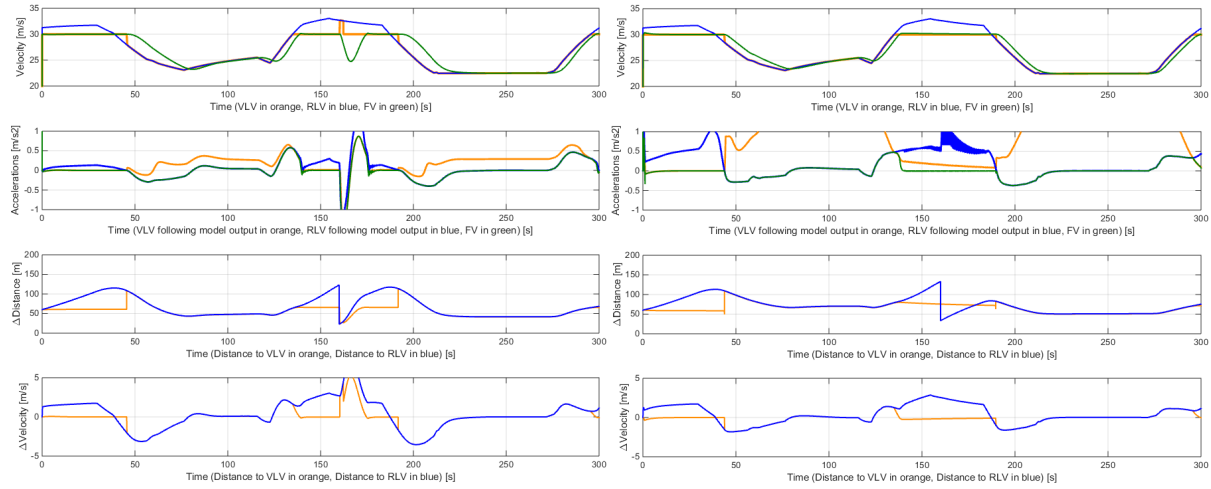 Velocity [m/s]
35
30
25
20
0 50 100 150 200 250 300
Time (VLV in orange, RLV in blue, FV in green) [s]
Velocity [m/s]
35
30
25
20
0 50 100 150 200 250 300
Time (VLV in orange, RLV in blue, FV in green) [s]
Accelerations [m/s2]
1
0.5
0
-0.5
-1
0 50 100 150 200 250 300
Time (VLV following model output in orange, RLV following model output in blue, FV in green) [s]
Accelerations [m/s2]
1
0.5
0
-0.5
-1
0 50 100 150 200 250 300
Time (VLV following model output in orange, RLV following model output in blue, FV in green) [s]
ΔDistance [m]
200
150
100
50
0
0 50 100 150 200 250 300
Time (Distance to VLV in orange, Distance to RLV in blue) [s]
ΔDistance [m]
200
150
100
50
0
0 50 100 150 200 250 300
Time (Distance to VLV in orange, Distance to RLV in blue) [s]
ΔVelocity [m/s]
5
0
-5
0 50 100 150 200 250 300
Time (Distance to VLV in orange, Distance to RLV in blue) [s]
ΔVelocity [m/s]
5
0
-5
0 50 100 150 200 250 300
Time (Distance to VLV in orange, Distance to RLV in blue) [s]